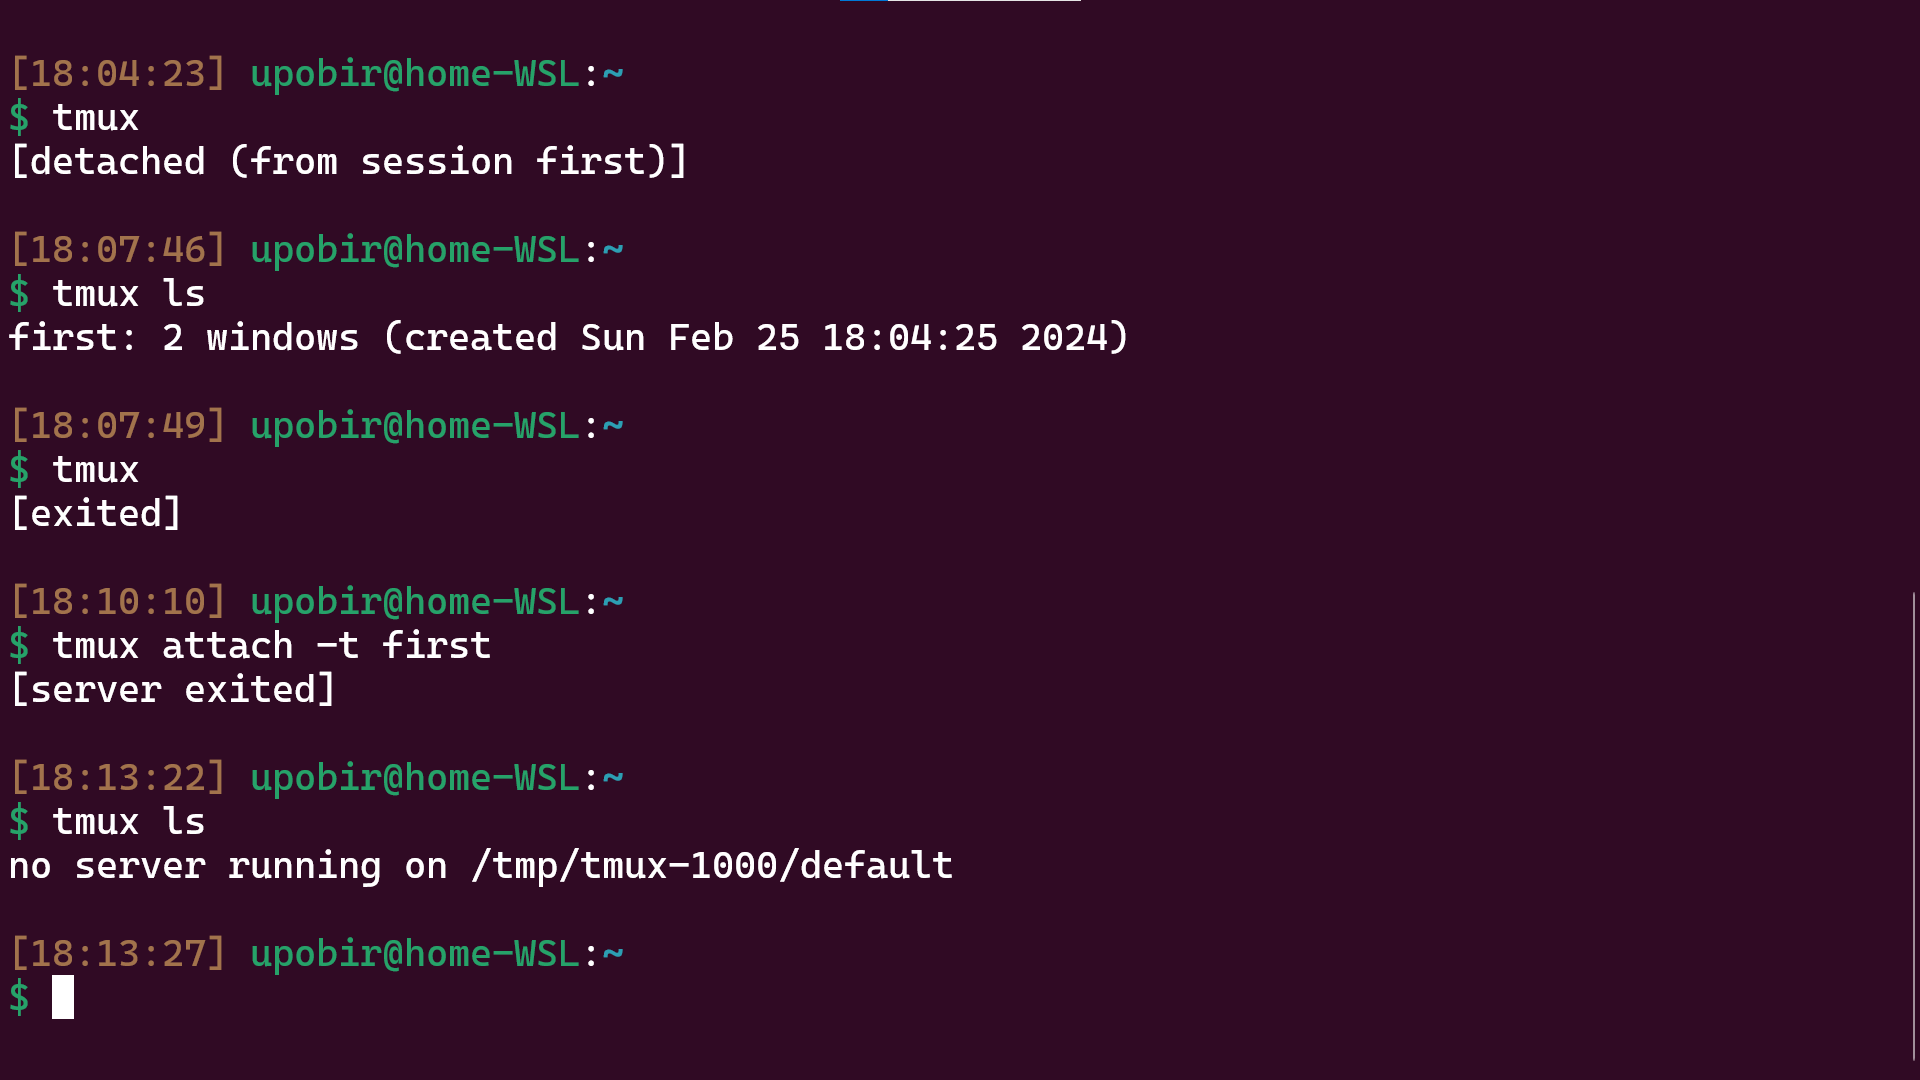 [18:04:23] upobir@home-WSL:~
$ tmux
[detached (from session first)]
[18:07:46] upobir@home-WSL:~
$ tmux ls
first: 2 windows (created Sun Feb 25 18:04:25 2024)
[18:07:49] upobir@home-WSL:~
$ tmux
[exited]
[18:10:10] upobir@home-WSL:~
$ tmux attach -t first
[server exited]
[18:13:22] upobir@home-WSL:~
$ tmux ls
no server running on /tmp/tmux-1000/default
[18:13:27] upobir@home-WSL:~
$